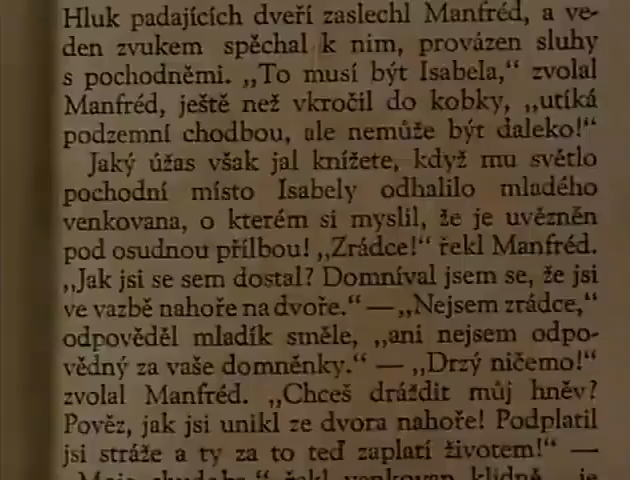 Hluk padajících dveří zaslechl Manfréd, a ve-
den zvukem spěchal k nim, provázen sluhy
s pochodněmi. „To musí být Isabela,“ zvolal
Manfréd, ještě než vkročil do kobky, „utíká
podzemní chodbou, ale nemůže být daleko!“
Jaký úžas však jal knížete, když mu světlo
pochodní místo Isabely odhalilo mladého
venkovana, o kterém si myslil, že je uvězněn
pod osudnou přílbou! „Zrádce!“ řekl Manfréd.
„Jak jsi se sem dostal? Domníval jsem se, že jsi
ve vazbě nahoře na dvoře.“ — „Nejsem zrádce,“
odpověděl mladík směle, „ani nejsem odpo-
vědný za vaše domněnky.“ — „Drzý ničemo!“
zvolal Manfréd. „Chceš dráždit můj hněv?
Pověz, jak jsi unikl ze dvora nahoře! Podplatil
jsi stráže a ty za to teď zaplatí životem!“ —
řekl venkovan klidně je